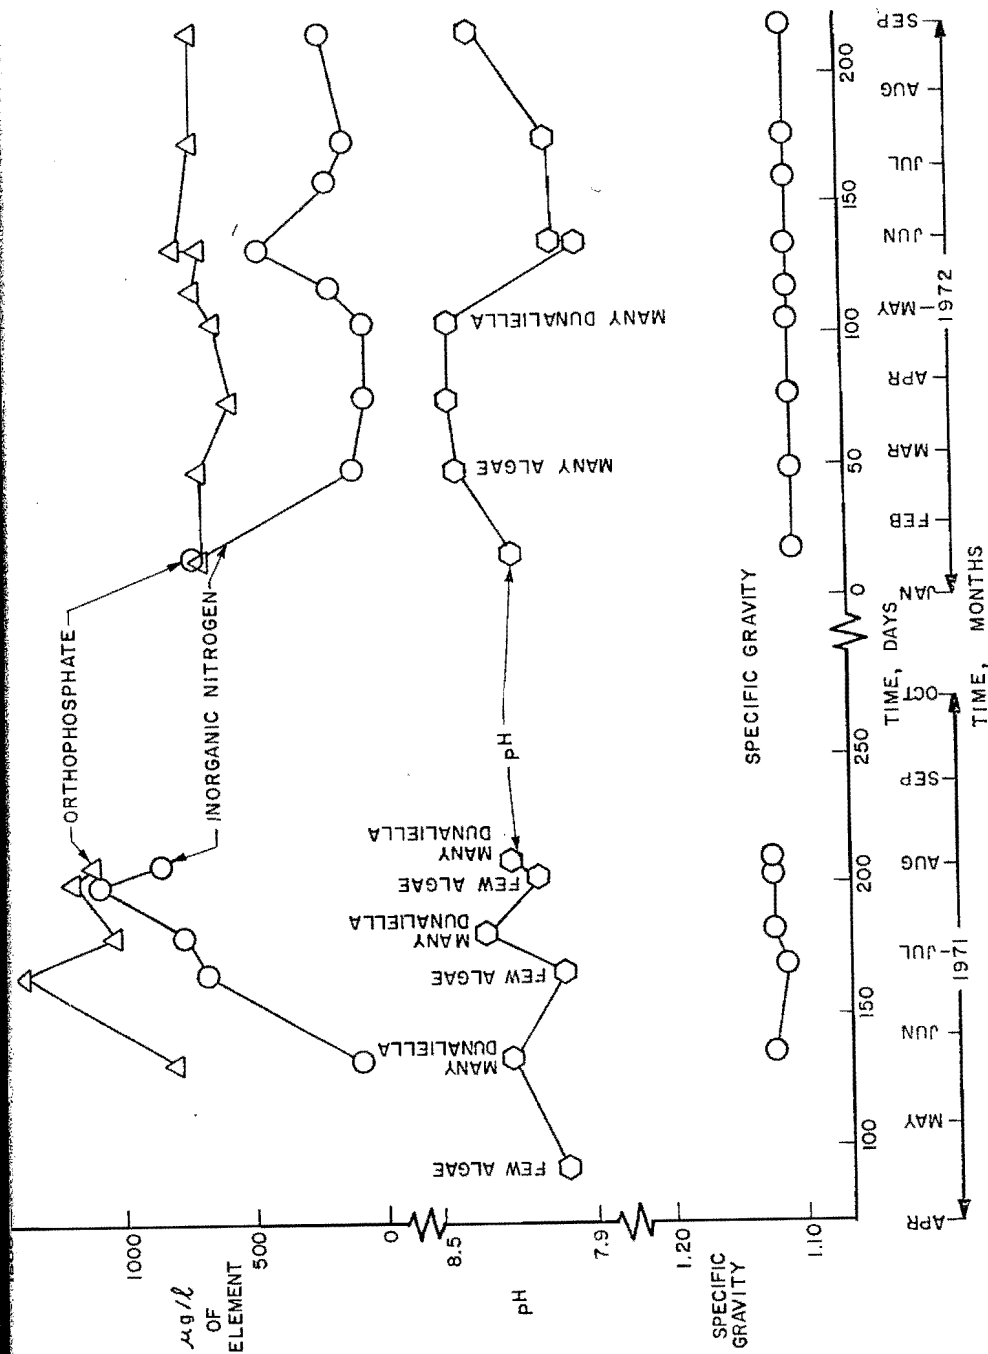 ORTHOPHOSPHATE
INORGANIC NITROGEN
1000
500
0
µg/ℓ
OF
ELEMENT
pH
8.5
7.9
FEW ALGAE
MANY
DUNALIELLA
FEW ALGAE
MANY
DUNALIELLA
FEW ALGAE
MANY
DUNALIELLA
pH
MANY ALGAE
MANY DUNALIELLA
SPECIFIC
GRAVITY
1.20
1.10
SPECIFIC GRAVITY
100
150
200
250
0
50
100
150
200
TIME, DAYS
APR
MAY
JUN
JUL
AUG
SEP
OCT
JAN
FEB
MAR
APR
MAY
JUN
JUL
AUG
SEP
1971
1972
TIME, MONTHS